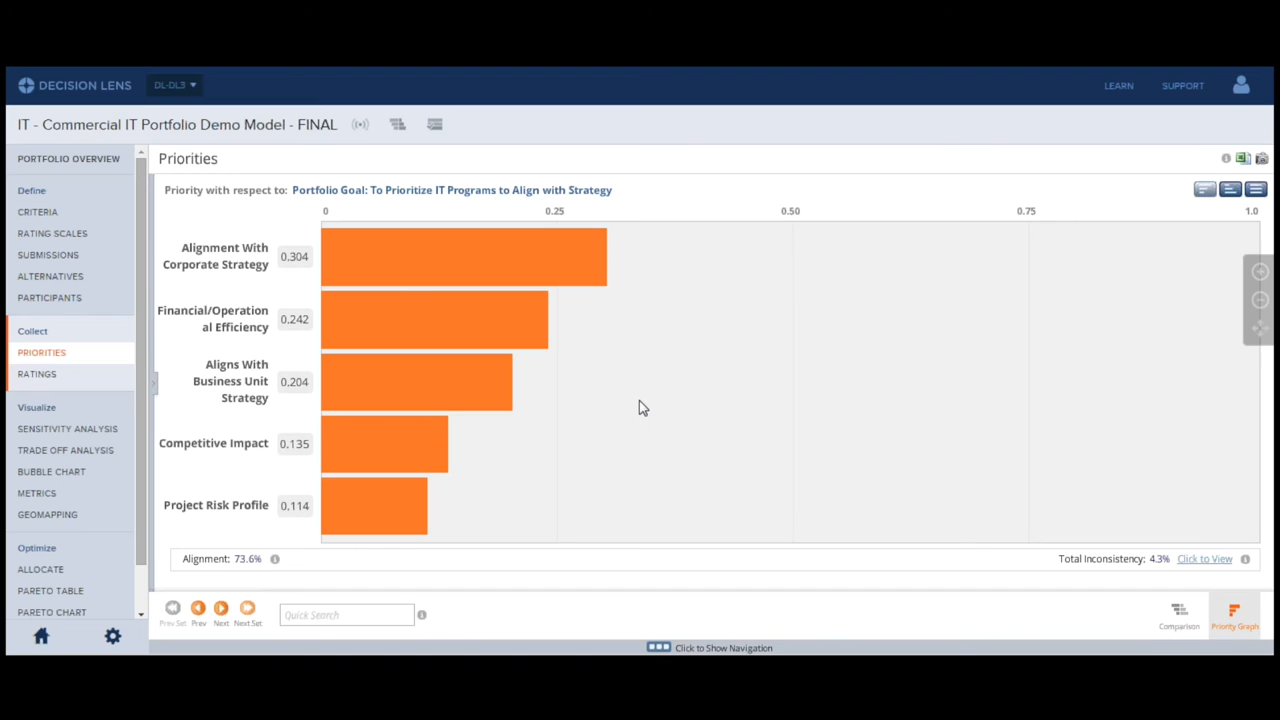 DECISION LENS
DL-DL3
LEARN
SUPPORT
IT - Commercial IT Portfolio Demo Model - FINAL
PORTFOLIO OVERVIEW
Define
CRITERIA
RATING SCALES
SUBMISSIONS
ALTERNATIVES
PARTICIPANTS
Collect
PRIORITIES
RATINGS
Visualize
SENSITIVITY ANALYSIS
TRADE OFF ANALYSIS
BUBBLE CHART
METRICS
GEOMAPPING
Optimize
ALLOCATE
PARETO TABLE
PARETO CHART
Priorities
Priority with respect to: Portfolio Goal: To Prioritize IT Programs to Align with Strategy
0 0.25 0.50 0.75 1.0
Alignment With
Corporate Strategy
0.304
Financial/Operation
al Efficiency
0.242
Aligns With
Business Unit
Strategy
0.204
Competitive Impact
0.135
Project Risk Profile
0.114
Alignment: 73.6%
Total Inconsistency: 4.3% Click to View
Prev Set
Prev
Next
Next Set
Quick Search
Comparison
Priority Graph
Click to Show Navigation